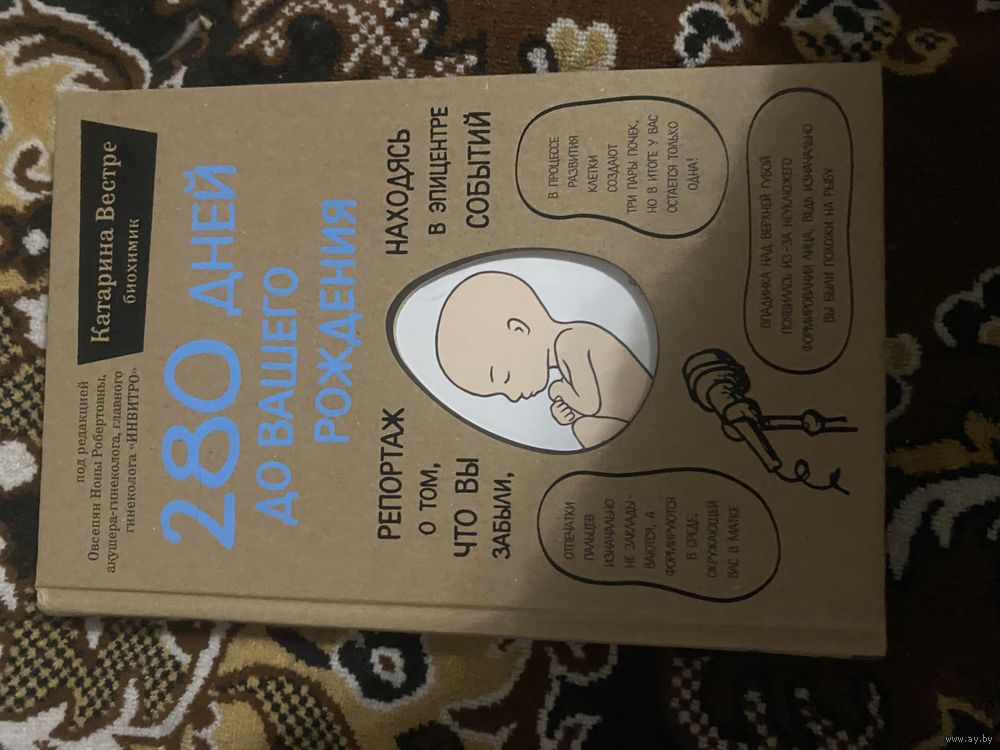 под редакцией
Овсепян Ноны Робертовны,
акушера-гинеколога, главного
гинеколога «ИНВИТРО»
Катарина Вестре
биохимик
280 ДНЕЙ
ДО ВАШЕГО
РОЖДЕНИЯ
РЕПОРТАЖ
О ТОМ,
ЧТО ВЫ
ЗАБЫЛИ,
НАХОДЯСЬ
В ЭПИЦЕНТРЕ
СОБЫТИЙ
ОТПЕЧАТКИ
ПАЛЬЦЕВ
ИЗНАЧАЛЬНО
НЕ ЗАКЛАДЫ-
ВАЮТСЯ, А
ФОРМИРУЮТСЯ
В СРЕДЕ,
ОКРУЖАЮЩЕЙ
ВАС В МАТКЕ
В ПРОЦЕССЕ
РАЗВИТИЯ
КЛЕТКИ
СОЗДАЮТ
ТРИ ПАРЫ ПОЧЕК,
НО В ИТОГЕ У ВАС
ОСТАЕТСЯ ТОЛЬКО
ОДНА!
ВПАДИНКА НАД ВЕРХНЕЙ ГУБОЙ
ПОЯВИЛАСЬ ИЗ-ЗА НЕУКЛЮЖЕГО
ФОРМИРОВАНИЯ ЛИЦА, ВЕДЬ ИЗНАЧАЛЬНО
ВЫ БЫЛИ ПОХОЖИ НА РЫБУ
www.ay.by